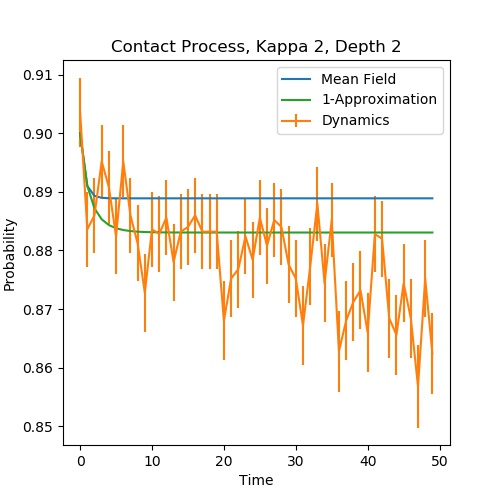 Contact Process, Kappa 2, Depth 2
Mean Field
1-Approximation
Dynamics
0.91
0.90
0.89
0.88
0.87
0.86
0.85
Probability
0 10 20 30 40 50
Time